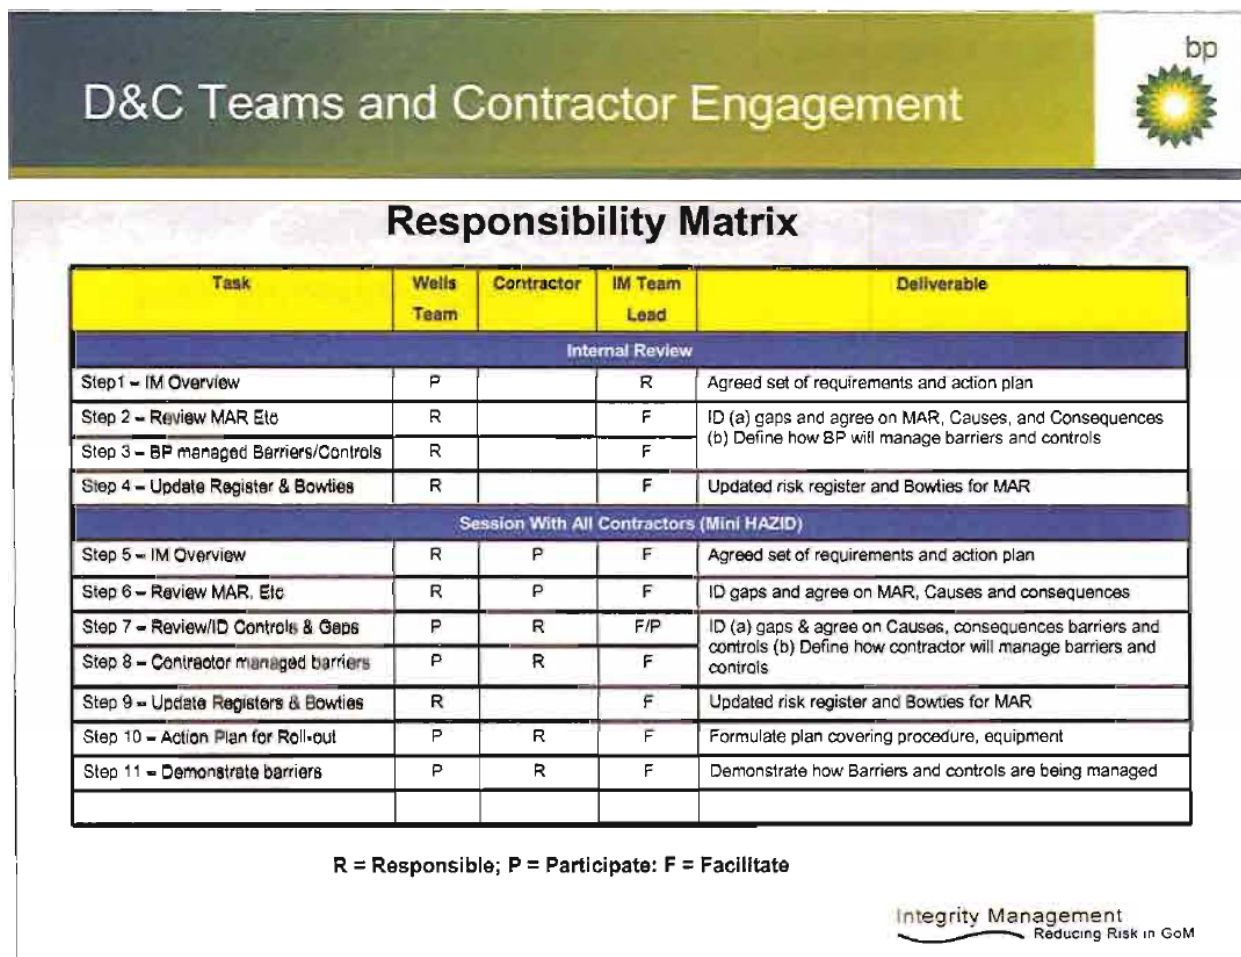 bp
D&C Teams and Contractor Engagement
Responsibility Matrix
Task Wells Team Contractor IM Team Lead Deliverable
Internal Review
Step1 – IM Overview P R Agreed set of requirements and action plan
Step 2 – Review MAR Etc R F ID (a) gaps and agree on MAR, Causes, and Consequences
(b) Define how BP will manage barriers and controls
Step 3 – BP managed Barriers/Controls R F
Step 4 – Update Register & Bowties R F Updated risk register and Bowties for MAR
Session With All Contractors (Mini HAZID)
Step 5 – IM Overview R P F Agreed set of requirements and action plan
Step 6 – Review MAR. Etc R P F ID gaps and agree on MAR, Causes and consequences
Step 7 – Review/ID Controls & Gaps P R F/P ID (a) gaps & agree on Causes, consequences barriers and
controls (b) Define how contractor will manage barriers and
controls
Step 8 – Contractor managed barriers P R F
Step 9 – Update Registers & Bowties R F Updated risk register and Bowties for MAR
Step 10 – Action Plan for Roll-out P R F Formulate plan covering procedure, equipment
Step 11 – Demonstrate barriers P R F Demonstrate how Barriers and controls are being managed
R = Responsible; P = Participate: F = Facilitate
Integrity Management
Reducing Risk in GoM